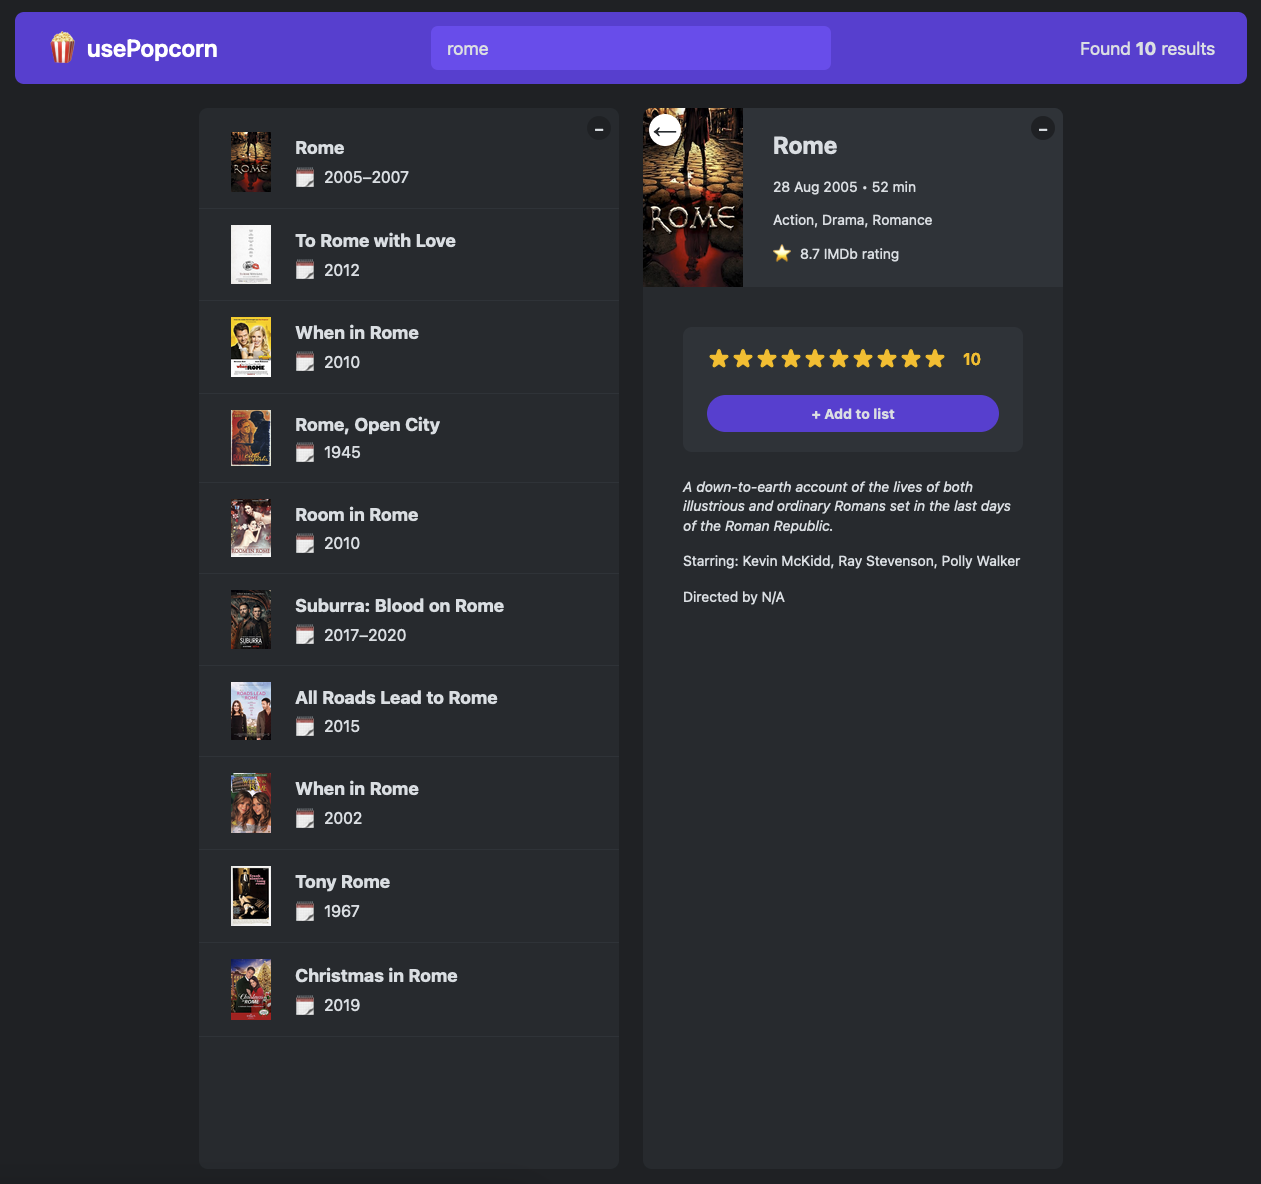 usePopcorn
rome
Found 10 results
Rome
2005–2007
To Rome with Love
2012
When in Rome
2010
Rome, Open City
1945
Room in Rome
2010
Suburra: Blood on Rome
2017–2020
All Roads Lead to Rome
2015
When in Rome
2002
Tony Rome
1967
Christmas in Rome
2019
ROME
Rome
28 Aug 2005 • 52 min
Action, Drama, Romance
8.7 IMDb rating
10
+ Add to list
A down-to-earth account of the lives of both
illustrious and ordinary Romans set in the last days
of the Roman Republic.
Starring: Kevin McKidd, Ray Stevenson, Polly Walker
Directed by N/A